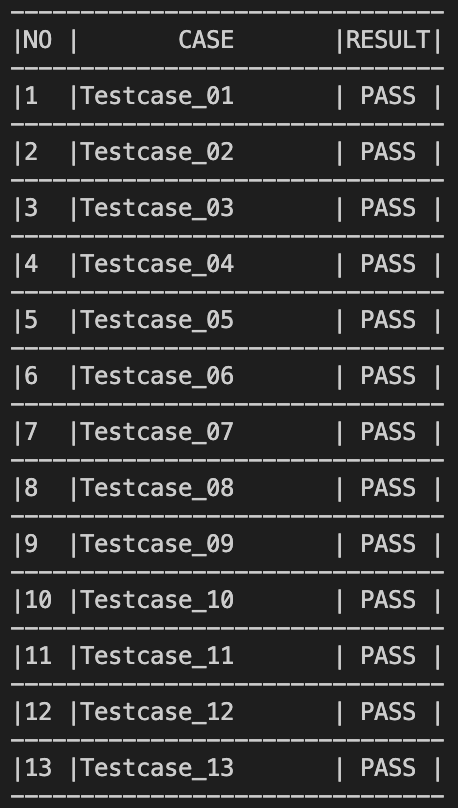 -------------------------------
|NO |       CASE       |RESULT|
-------------------------------
|1  |Testcase_01       | PASS |
-------------------------------
|2  |Testcase_02       | PASS |
-------------------------------
|3  |Testcase_03       | PASS |
-------------------------------
|4  |Testcase_04       | PASS |
-------------------------------
|5  |Testcase_05       | PASS |
-------------------------------
|6  |Testcase_06       | PASS |
-------------------------------
|7  |Testcase_07       | PASS |
-------------------------------
|8  |Testcase_08       | PASS |
-------------------------------
|9  |Testcase_09       | PASS |
-------------------------------
|10 |Testcase_10       | PASS |
-------------------------------
|11 |Testcase_11       | PASS |
-------------------------------
|12 |Testcase_12       | PASS |
-------------------------------
|13 |Testcase_13       | PASS |
-------------------------------